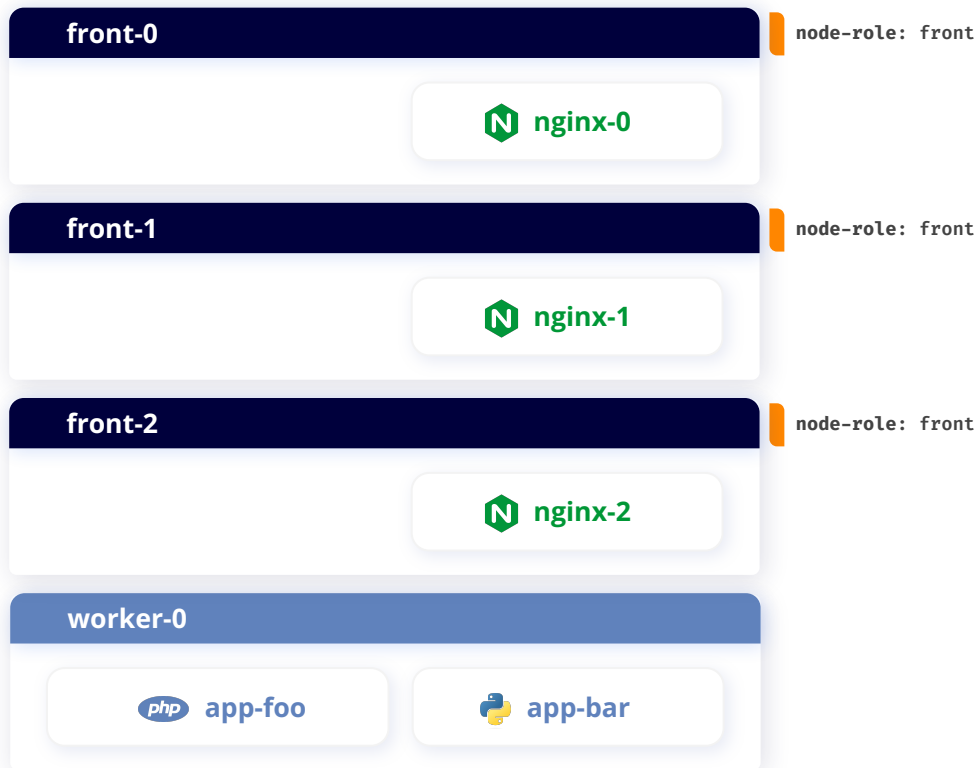 front-0
node-role: front
N nginx-0
front-1
node-role: front
N nginx-1
front-2
node-role: front
N nginx-2
worker-0
php app-foo
app-bar